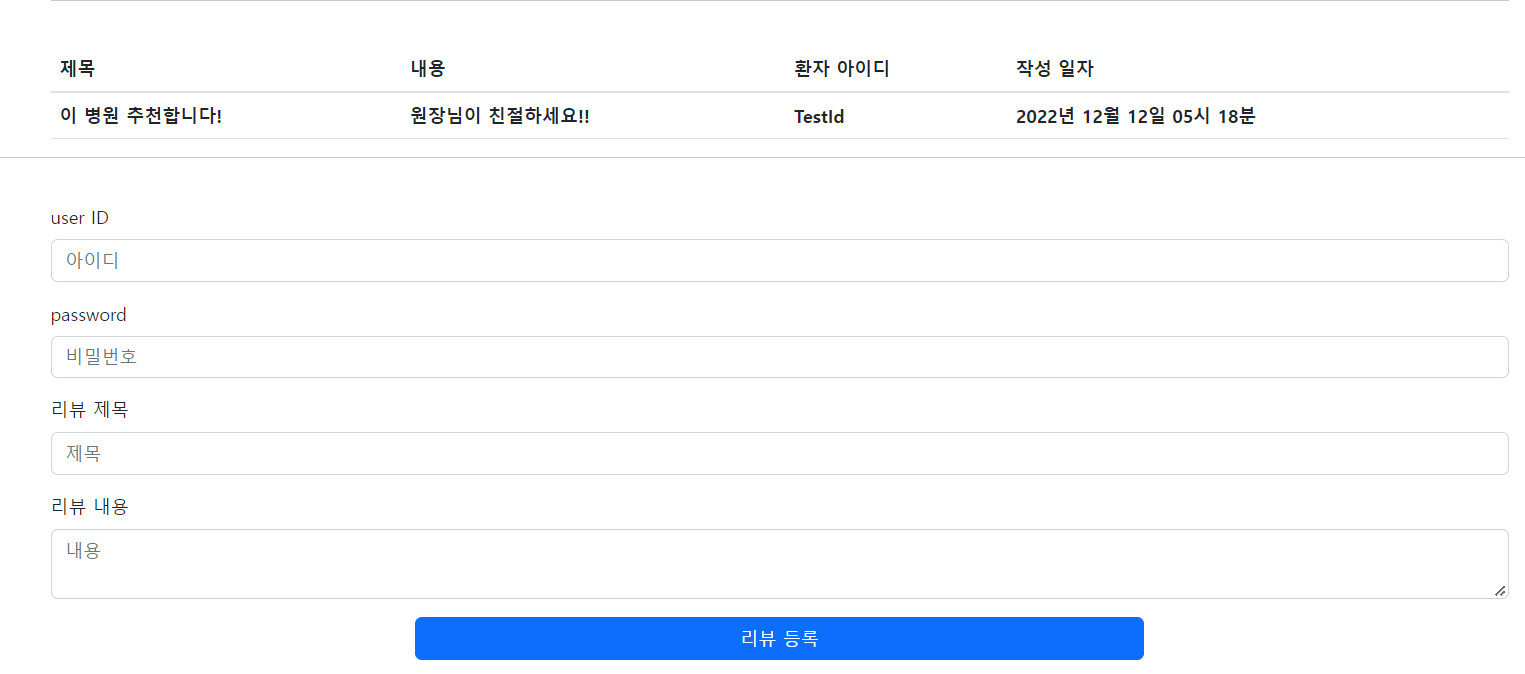 제목 내용 환자 아이디 작성 일자
이 병원 추천합니다! 원장님이 친절하세요!! TestId 2022년 12월 12일 05시 18분
user ID
아이디
password
비밀번호
리뷰 제목
제목
리뷰 내용
내용
리뷰 등록